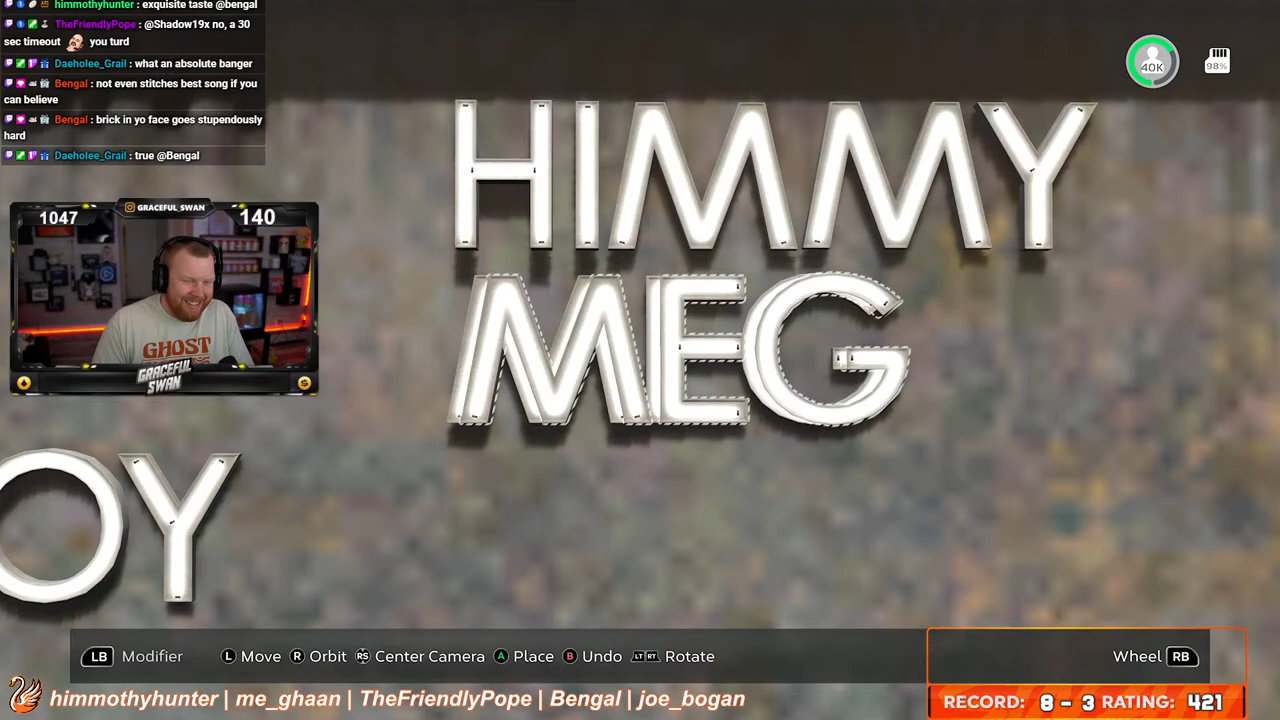 himmothyhunter : exquisite taste @bengal
TheFriendlyPope : @Shadow19x no, a 30
sec timeout you turd
Daeholee_Grail : what an absolute banger
Bengal : not even stitches best song if you
can believe
Bengal : brick in yo face goes stupendously
hard
Daeholee_Grail : true @Bengal
40K
98%
HIMMY
MEG
OY
GRACEFUL_SWAN
1047
140
GHOST
GRACEFUL
SWAN
LB Modifier
L Move R Orbit RS Center Camera A Place B Undo LT RT Rotate
Wheel RB
himmothyhunter | me_ghaan | TheFriendlyPope | Bengal | joe_bogan
RECORD: 8 - 3 RATING: 421